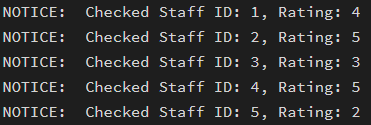 NOTICE:  Checked Staff ID: 1, Rating: 4
NOTICE:  Checked Staff ID: 2, Rating: 5
NOTICE:  Checked Staff ID: 3, Rating: 3
NOTICE:  Checked Staff ID: 4, Rating: 5
NOTICE:  Checked Staff ID: 5, Rating: 2